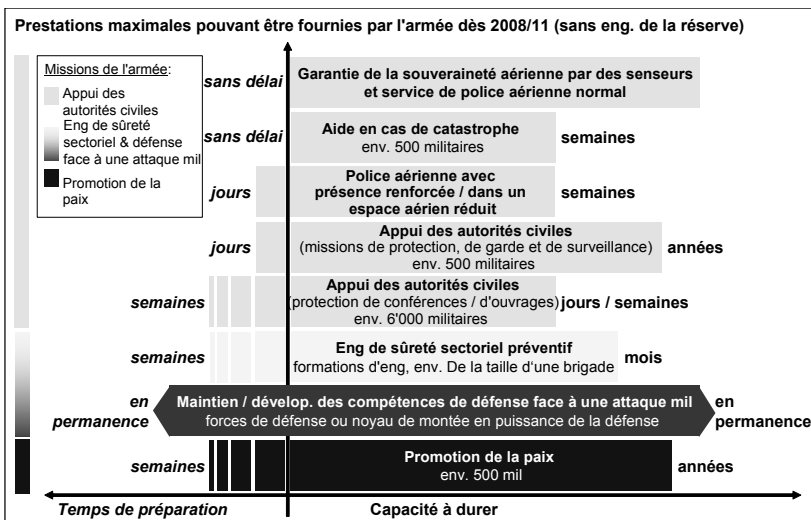 Prestations maximales pouvant être fournies par l'armée dès 2008/11 (sans eng. de la réserve)
Missions de l'armée:
Appui des
autorités civiles
Eng de sûreté
sectoriel & défense
face à une attaque mil
Promotion de la
paix
sans délai
Garantie de la souveraineté aérienne par des senseurs
et service de police aérienne normal
sans délai
Aide en cas de catastrophe
env. 500 militaires
semaines
jours
Police aérienne avec
présence renforcée / dans un
espace aérien réduit
semaines
jours
Appui des autorités civiles
(missions de protection, de garde et de surveillance)
env. 500 militaires
années
semaines
Appui des autorités civiles
(protection de conférences / d'ouvrages)
env. 6'000 militaires
jours / semaines
semaines
Eng de sûreté sectoriel préventif
formations d'eng, env. De la taille d'une brigade
mois
en
permanence
Maintien / dévelop. des compétences de défense face à une attaque mil
forces de défense ou noyau de montée en puissance de la défense
en
permanence
semaines
Promotion de la paix
env. 500 mil
années
Temps de préparation
Capacité à durer